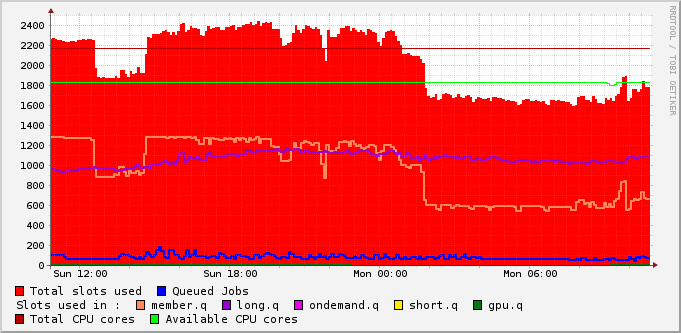 RRDTOOL / TOBI OETIKER
2400
2200
2000
1800
1600
1400
1200
1000
800
600
400
200
0
Sun 12:00 Sun 18:00 Mon 00:00 Mon 06:00
Total slots used Queued Jobs
Slots used in : member.q long.q ondemand.q short.q gpu.q
Total CPU cores Available CPU cores